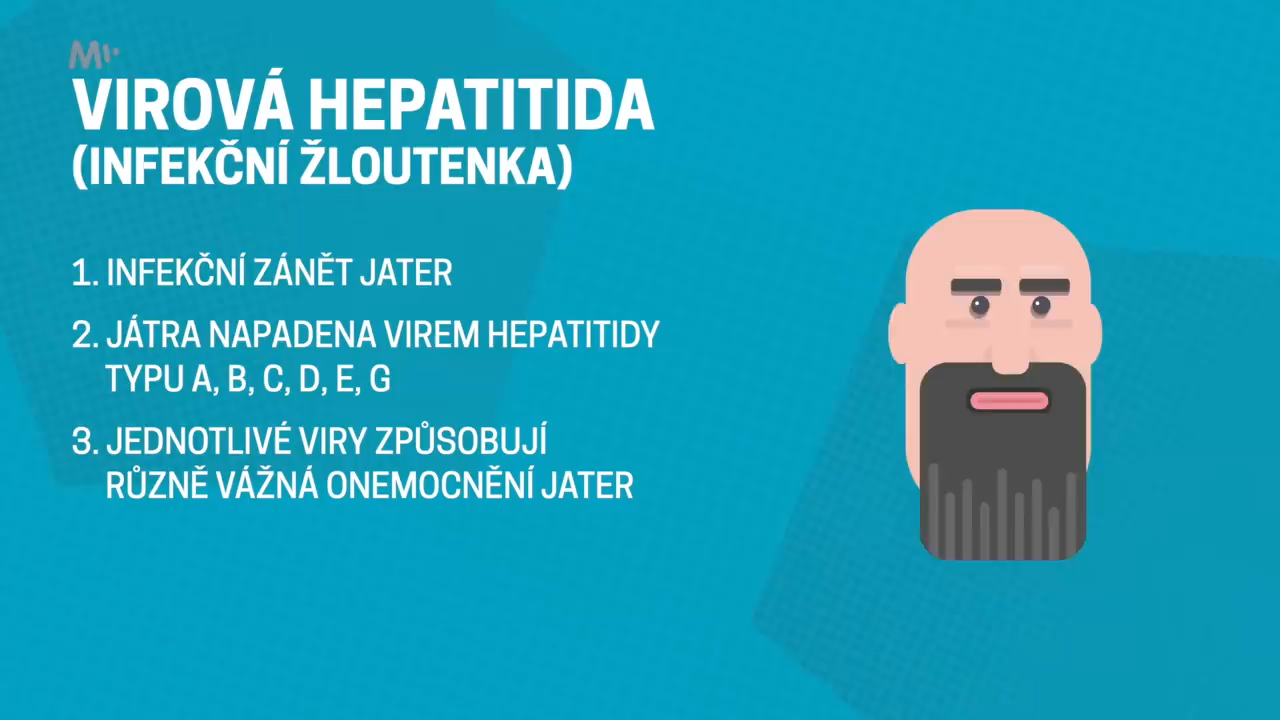 M
VIROVÁ HEPATITIDA
(INFEKČNÍ ŽLOUTENKA)
1. INFEKČNÍ ZÁNĚT JATER
2. JÁTRA NAPADENA VIREM HEPATITIDY
TYPU A, B, C, D, E, G
3. JEDNOTLIVÉ VIRY ZPŮSOBUJÍ
RŮZNĚ VÁŽNÁ ONEMOCNĚNÍ JATER